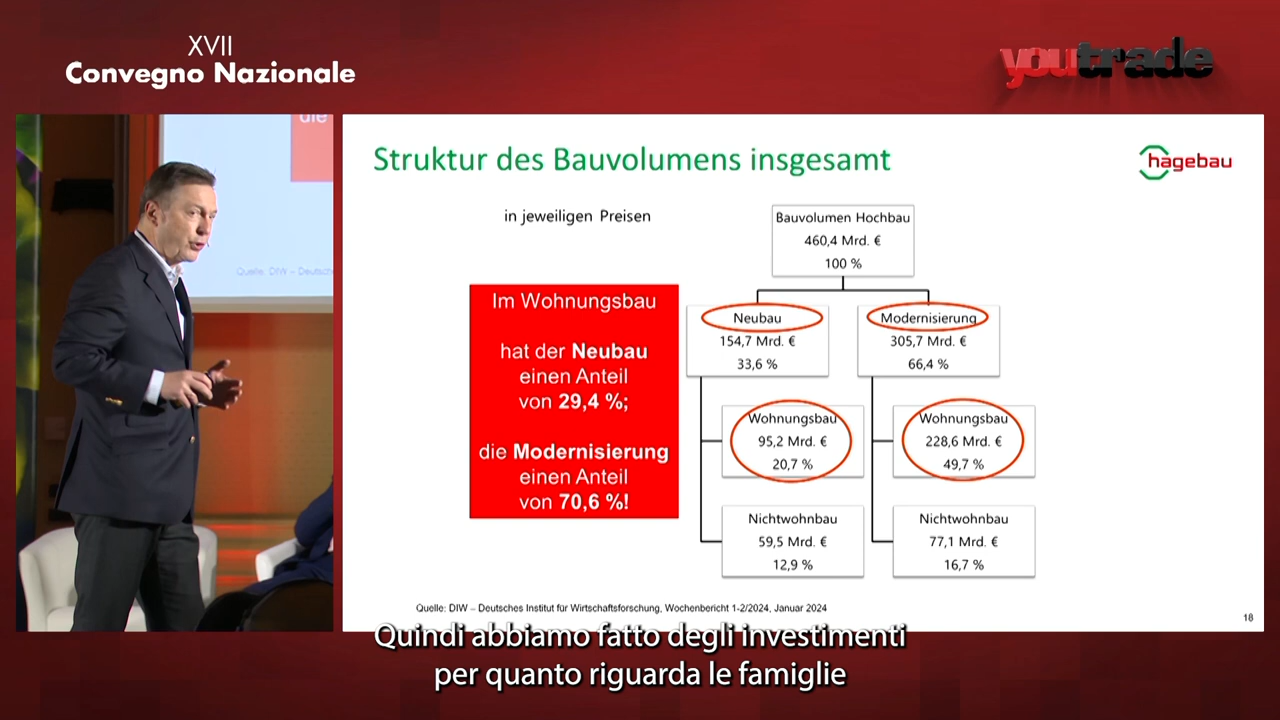 XVII
Convegno Nazionale
youtrade
die
Quelle: DIW – Deutsche
Struktur des Bauvolumens insgesamt
hagebau
in jeweiligen Preisen
Bauvolumen Hochbau
460,4 Mrd. €
100 %
Im Wohnungsbau
hat der Neubau
einen Anteil
von 29,4 %;
die Modernisierung
einen Anteil
von 70,6 %!
Neubau
154,7 Mrd. €
33,6 %
Modernisierung
305,7 Mrd. €
66,4 %
Wohnungsbau
95,2 Mrd. €
20,7 %
Wohnungsbau
228,6 Mrd. €
49,7 %
Nichtwohnbau
59,5 Mrd. €
12,9 %
Nichtwohnbau
77,1 Mrd. €
16,7 %
Quelle: DIW – Deutsches Institut für Wirtschaftsforschung, Wochenbericht 1-2/2024, Januar 2024
18
Quindi abbiamo fatto degli investimenti
per quanto riguarda le famiglie